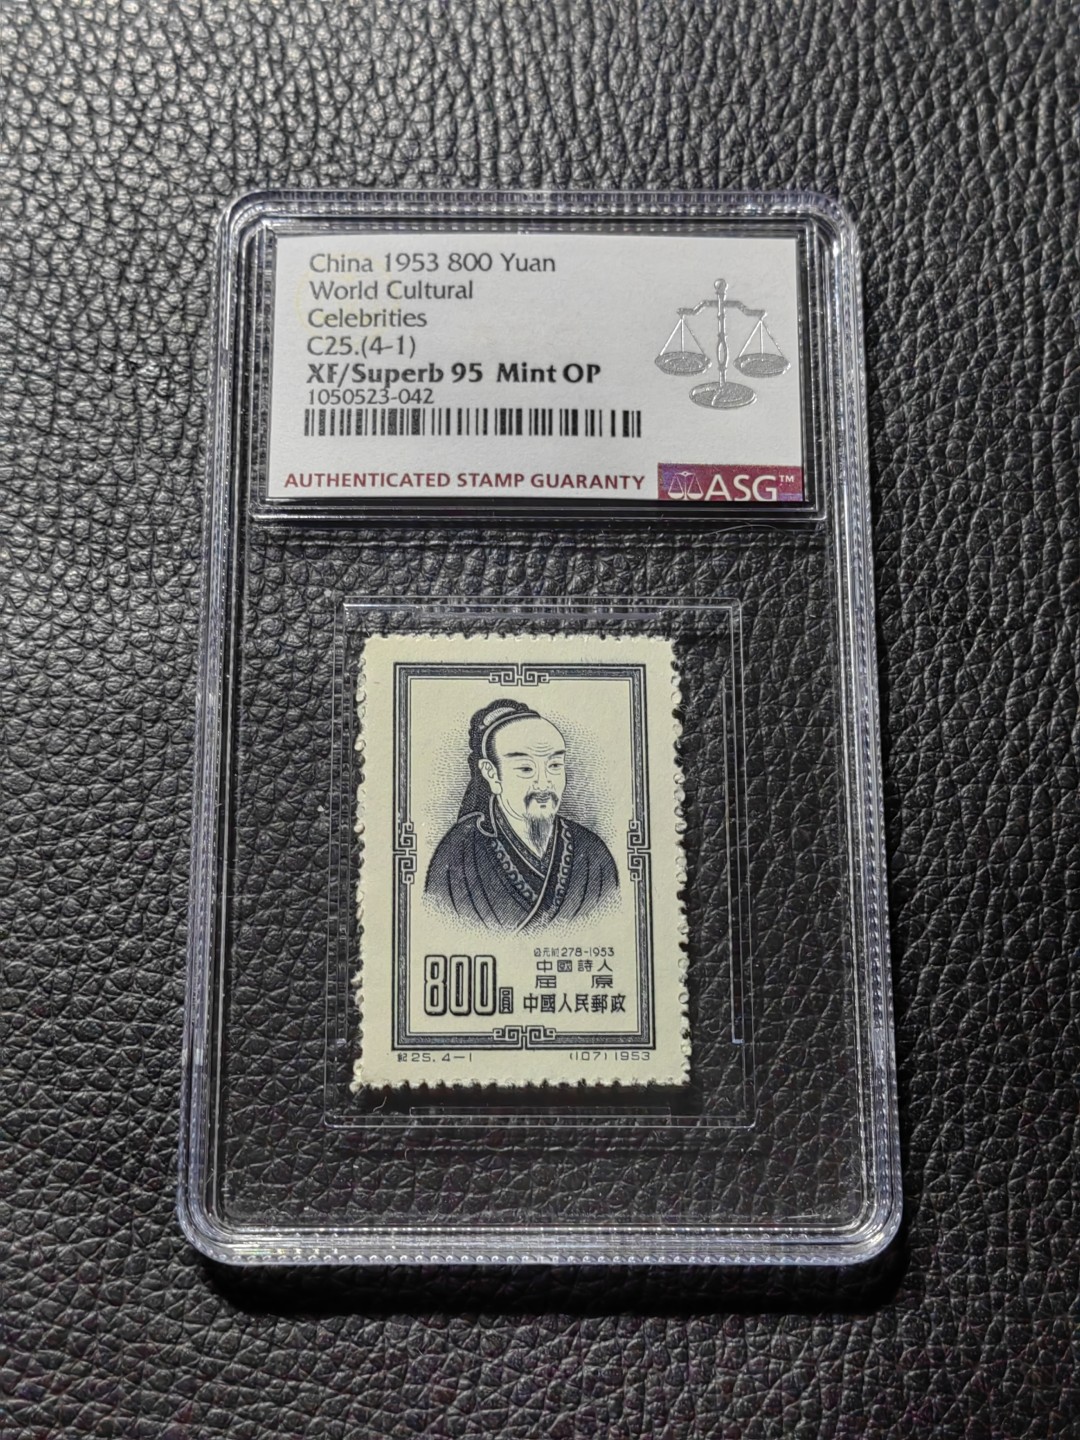 China 1953 800 Yuan
World Cultural
Celebrities
C25.(4-1)
XF/Superb 95 Mint OP
1050523-042
AUTHENTICATED STAMP GUARANTY
ASG™
公元前278-1953
中國詩人
屈原
800圓
中國人民郵政
紀25.4-1
(107)1953